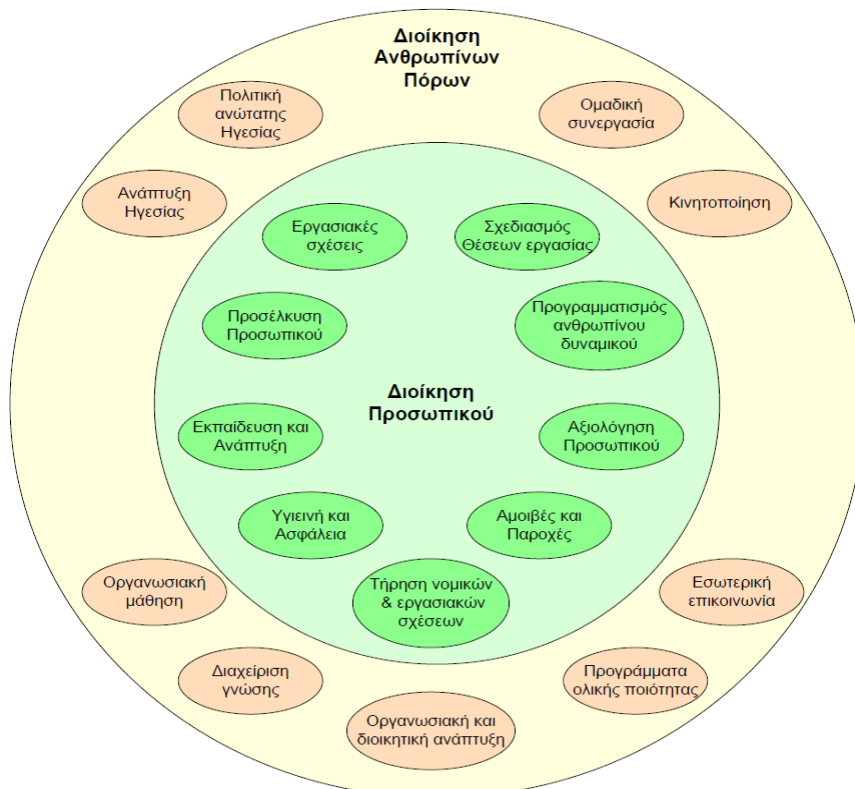 Διοίκηση
Ανθρωπίνων
Πόρων
Πολιτική
ανώτατης
Ηγεσίας
Ομαδική
συνεργασία
Ανάπτυξη
Ηγεσίας
Κινητοποίηση
Εργασιακές
σχέσεις
Σχεδιασμός
Θέσεων εργασίας
Προσέλκυση
Προσωπικού
Προγραμματισμός
ανθρωπίνου
δυναμικού
Διοίκηση
Προσωπικού
Εκπαίδευση και
Ανάπτυξη
Αξιολόγηση
Προσωπικού
Υγιεινή και
Ασφάλεια
Αμοιβές και
Παροχές
Τήρηση νομικών
& εργασιακών
σχέσεων
Οργανωσιακή
μάθηση
Εσωτερική
επικοινωνία
Διαχείριση
γνώσης
Προγράμματα
ολικής ποιότητας
Οργανωσιακή και
διοικητική ανάπτυξη